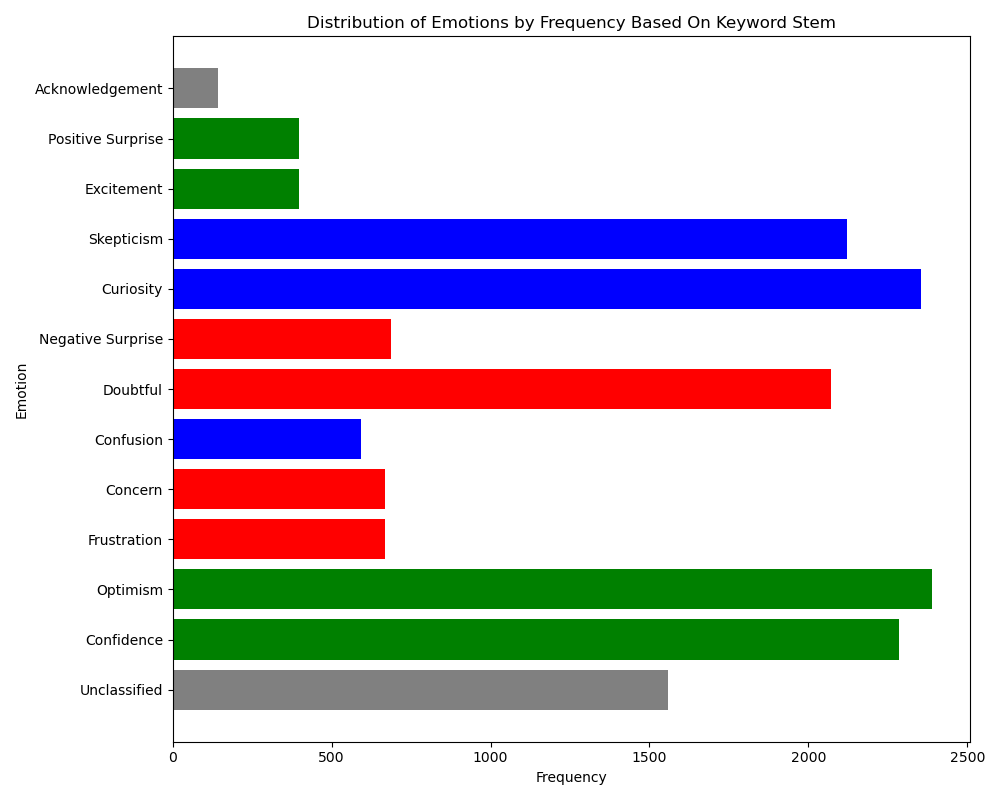 Distribution of Emotions by Frequency Based On Keyword Stem
Acknowledgement
Positive Surprise
Excitement
Skepticism
Curiosity
Negative Surprise
Doubtful
Confusion
Concern
Frustration
Optimism
Confidence
Unclassified
Emotion
0 500 1000 1500 2000 2500
Frequency